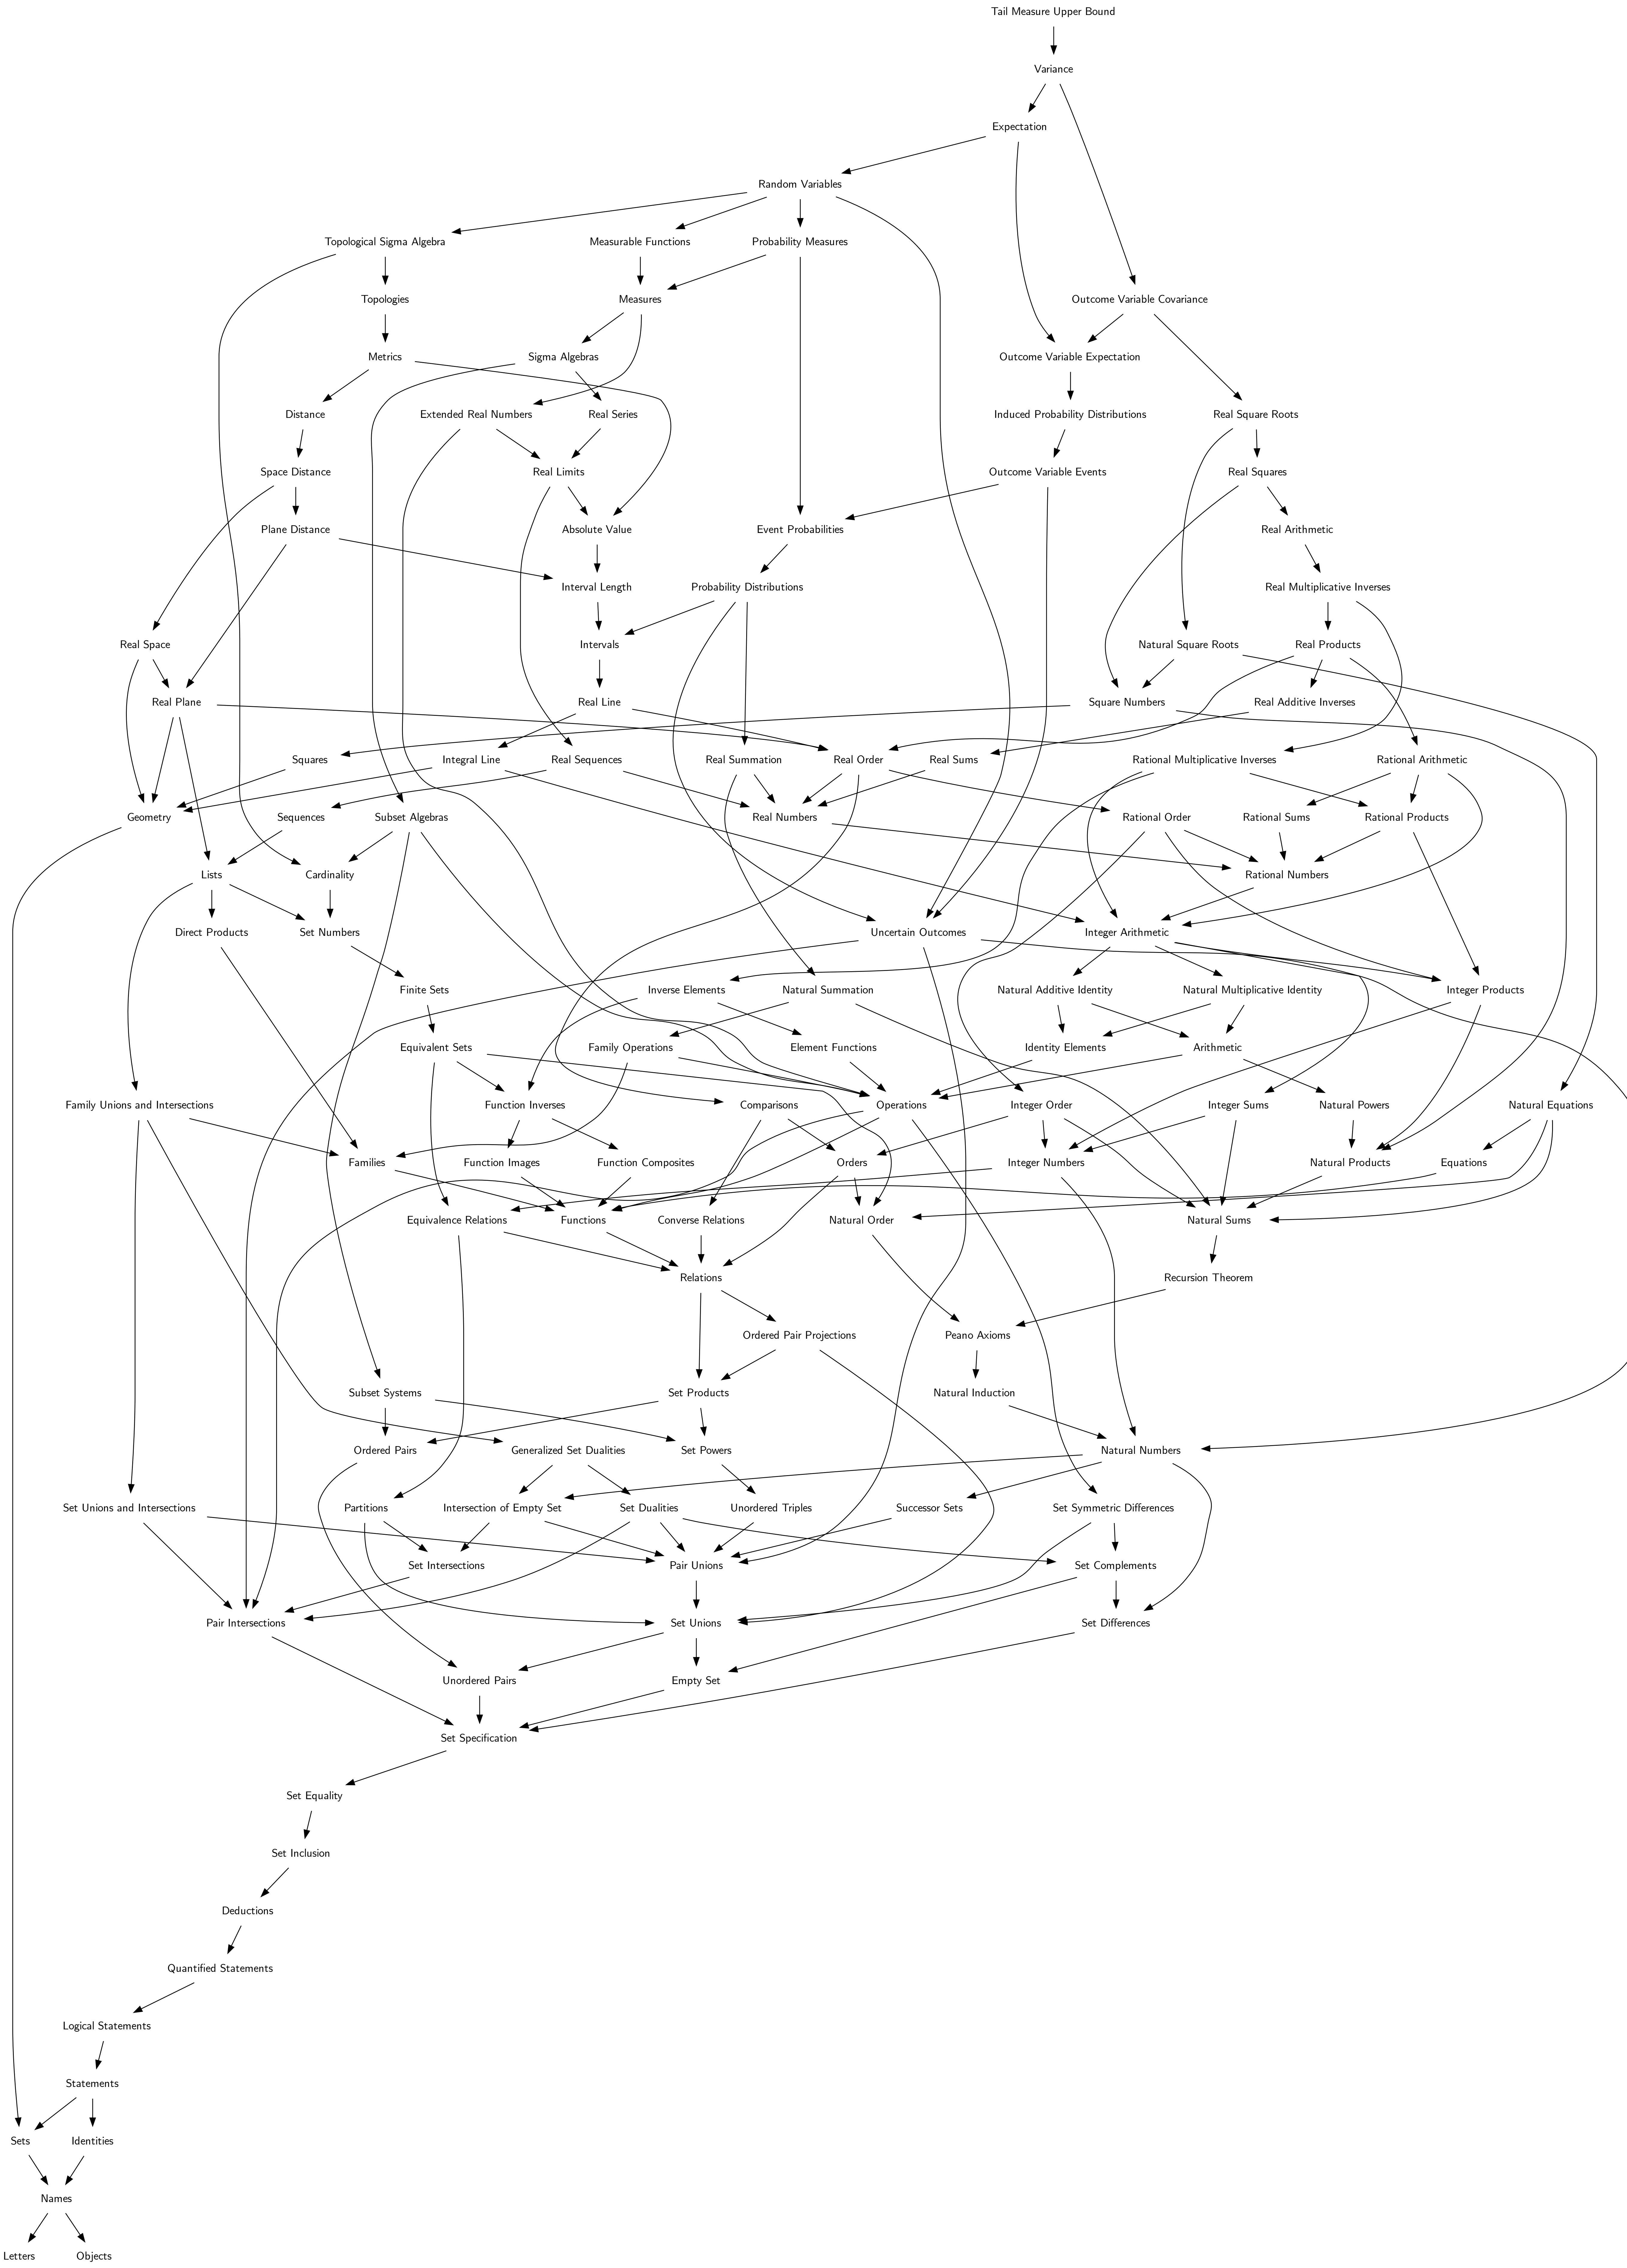 Tail Measure Upper Bound
Variance
Expectation
Random Variables
Topological Sigma Algebra
Measurable Functions
Probability Measures
Topologies
Measures
Outcome Variable Covariance
Metrics
Sigma Algebras
Outcome Variable Expectation
Distance
Extended Real Numbers
Real Series
Induced Probability Distributions
Real Square Roots
Space Distance
Real Limits
Outcome Variable Events
Real Squares
Plane Distance
Absolute Value
Event Probabilities
Real Arithmetic
Interval Length
Probability Distributions
Real Multiplicative Inverses
Real Space
Intervals
Natural Square Roots
Real Products
Real Plane
Real Line
Square Numbers
Real Additive Inverses
Squares
Integral Line
Real Sequences
Real Summation
Real Order
Real Sums
Rational Multiplicative Inverses
Rational Arithmetic
Geometry
Sequences
Subset Algebras
Real Numbers
Rational Order
Rational Sums
Rational Products
Lists
Cardinality
Rational Numbers
Direct Products
Set Numbers
Uncertain Outcomes
Integer Arithmetic
Finite Sets
Inverse Elements
Natural Summation
Natural Additive Identity
Natural Multiplicative Identity
Integer Products
Equivalent Sets
Family Operations
Element Functions
Identity Elements
Arithmetic
Family Unions and Intersections
Function Inverses
Comparisons
Operations
Integer Order
Integer Sums
Natural Powers
Natural Equations
Families
Function Images
Function Composites
Orders
Integer Numbers
Natural Products
Equations
Equivalence Relations
Functions
Converse Relations
Natural Order
Natural Sums
Relations
Recursion Theorem
Ordered Pair Projections
Peano Axioms
Subset Systems
Set Products
Natural Induction
Ordered Pairs
Generalized Set Dualities
Set Powers
Natural Numbers
Set Unions and Intersections
Partitions
Intersection of Empty Set
Set Dualities
Unordered Triples
Successor Sets
Set Symmetric Differences
Set Intersections
Pair Unions
Set Complements
Pair Intersections
Set Unions
Set Differences
Unordered Pairs
Empty Set
Set Specification
Set Equality
Set Inclusion
Deductions
Quantified Statements
Logical Statements
Statements
Sets
Identities
Names
Letters
Objects